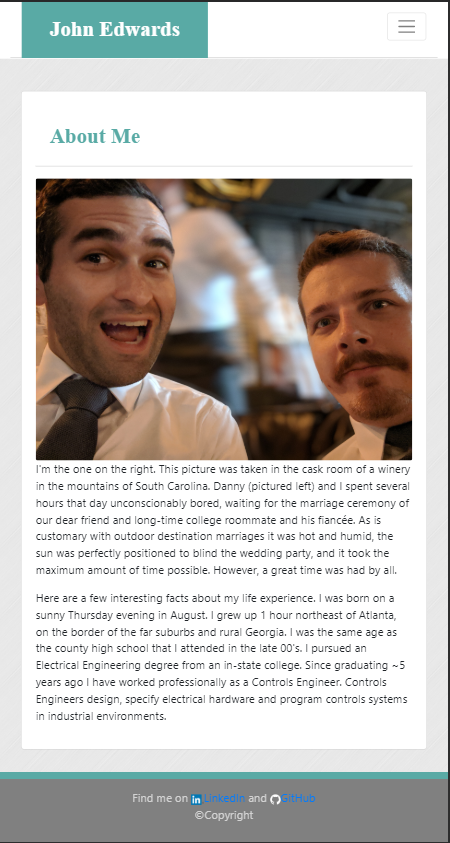 John Edwards
About Me
I'm the one on the right. This picture was taken in the cask room of a winery
in the mountains of South Carolina. Danny (pictured left) and I spent several
hours that day unconscionably bored, waiting for the marriage ceremony of
our dear friend and long-time college roommate and his fiancée. As is
customary with outdoor destination marriages it was hot and humid, the
sun was perfectly positioned to blind the wedding party, and it took the
maximum amount of time possible. However, a great time was had by all.
Here are a few interesting facts about my life experience. I was born on a
sunny Thursday evening in August. I grew up 1 hour northeast of Atlanta,
on the border of the far suburbs and rural Georgia. I was the same age as
the county high school that I attended in the late 00's. I pursued an
Electrical Engineering degree from an in-state college. Since graduating ~5
years ago I have worked professionally as a Controls Engineer. Controls
Engineers design, specify electrical hardware and program controls systems
in industrial environments.
Find me on in LinkedIn and GitHub
©Copyright